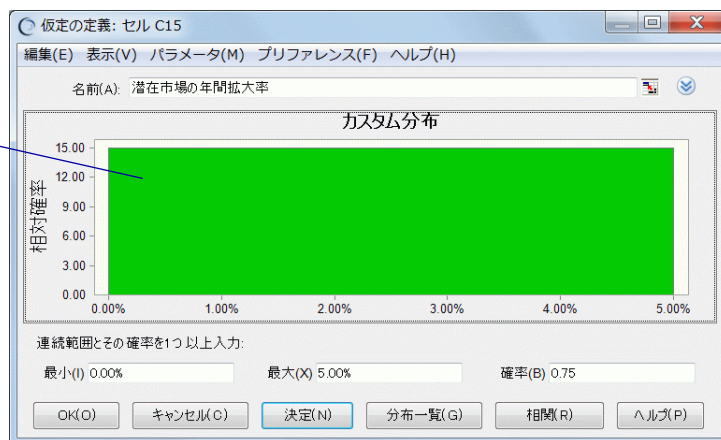 仮定の定義: セル C15
編集(E) 表示(V) パラメータ(M) プリファレンス(F) ヘルプ(H)
名前(A): 潜在市場の年間拡大率
カスタム分布
相対確率
15.00
12.00
9.00
6.00
3.00
0.00
0.00% 1.00% 2.00% 3.00% 4.00% 5.00%
連続範囲とその確率を1つ以上入力:
最小(I) 0.00% 最大(X) 5.00% 確率(B) 0.75
OK(O) キャンセル(C) 決定(N) 分布一覧(G) 相関(R) ヘルプ(P)